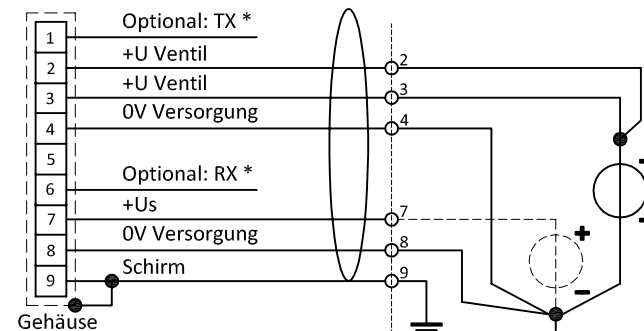 Optional: TX *
1
+U Ventil
2
2
+U Ventil
3
3
0V Versorgung
4
4
5
Optional: RX *
6
+Us
7
7
0V Versorgung
8
8
Schirm
9
9
+
-
Gehäuse